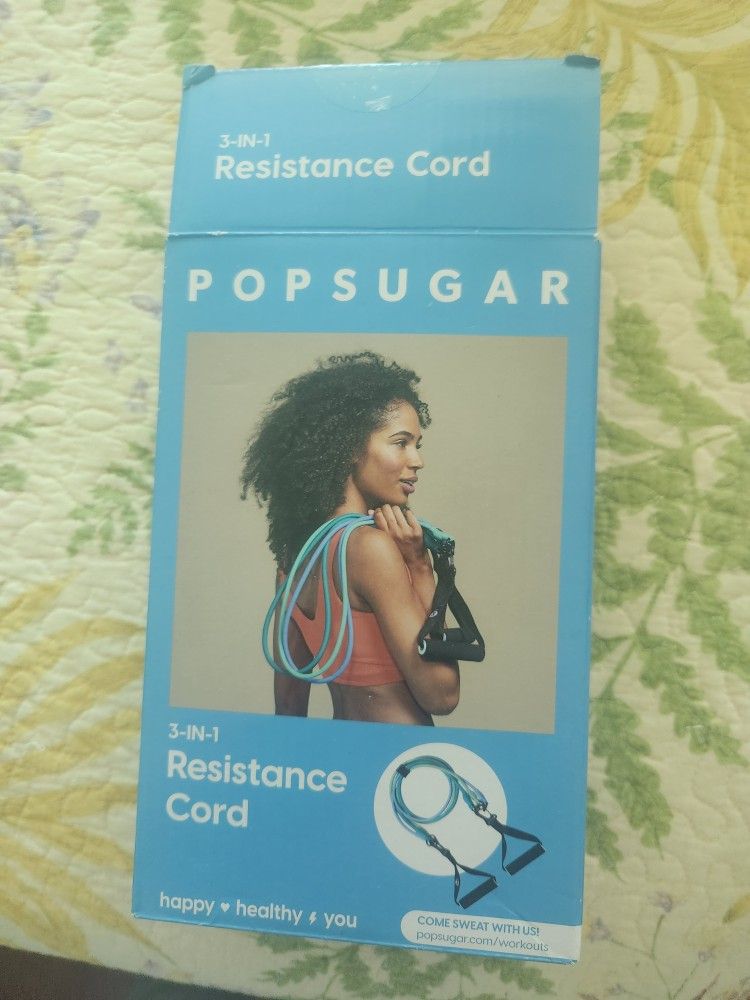 3-IN-1
Resistance Cord
POPSUGAR
3-IN-1
Resistance
Cord
happy ♥ healthy ⚡ you
COME SWEAT WITH US!
popsugar.com/workouts